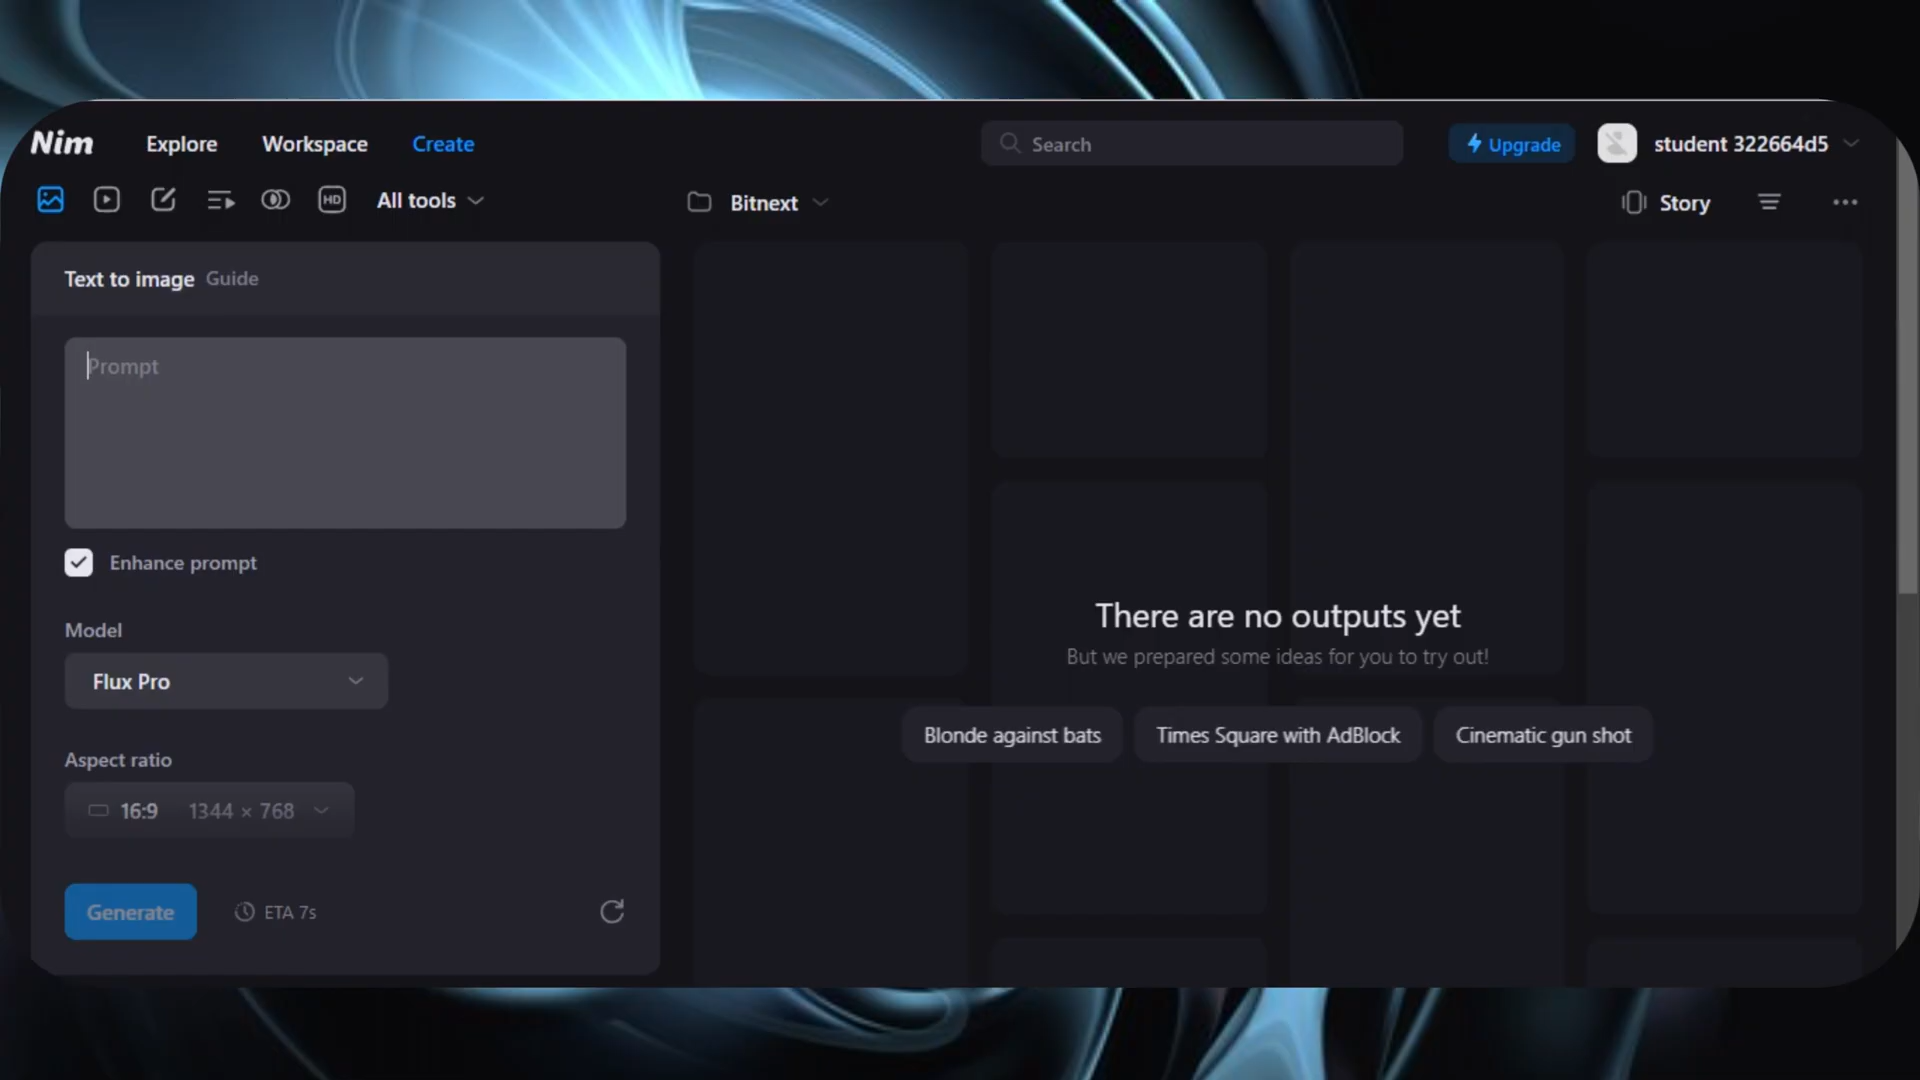 Nim Explore Workspace Create Search Upgrade student 322664d5
HD All tools Bitnext Story
Text to image Guide
Prompt
Enhance prompt
Model
Flux Pro
Aspect ratio
16:9 1344 × 768
Generate ETA 7s
There are no outputs yet
But we prepared some ideas for you to try out!
Blonde against bats Times Square with AdBlock Cinematic gun shot